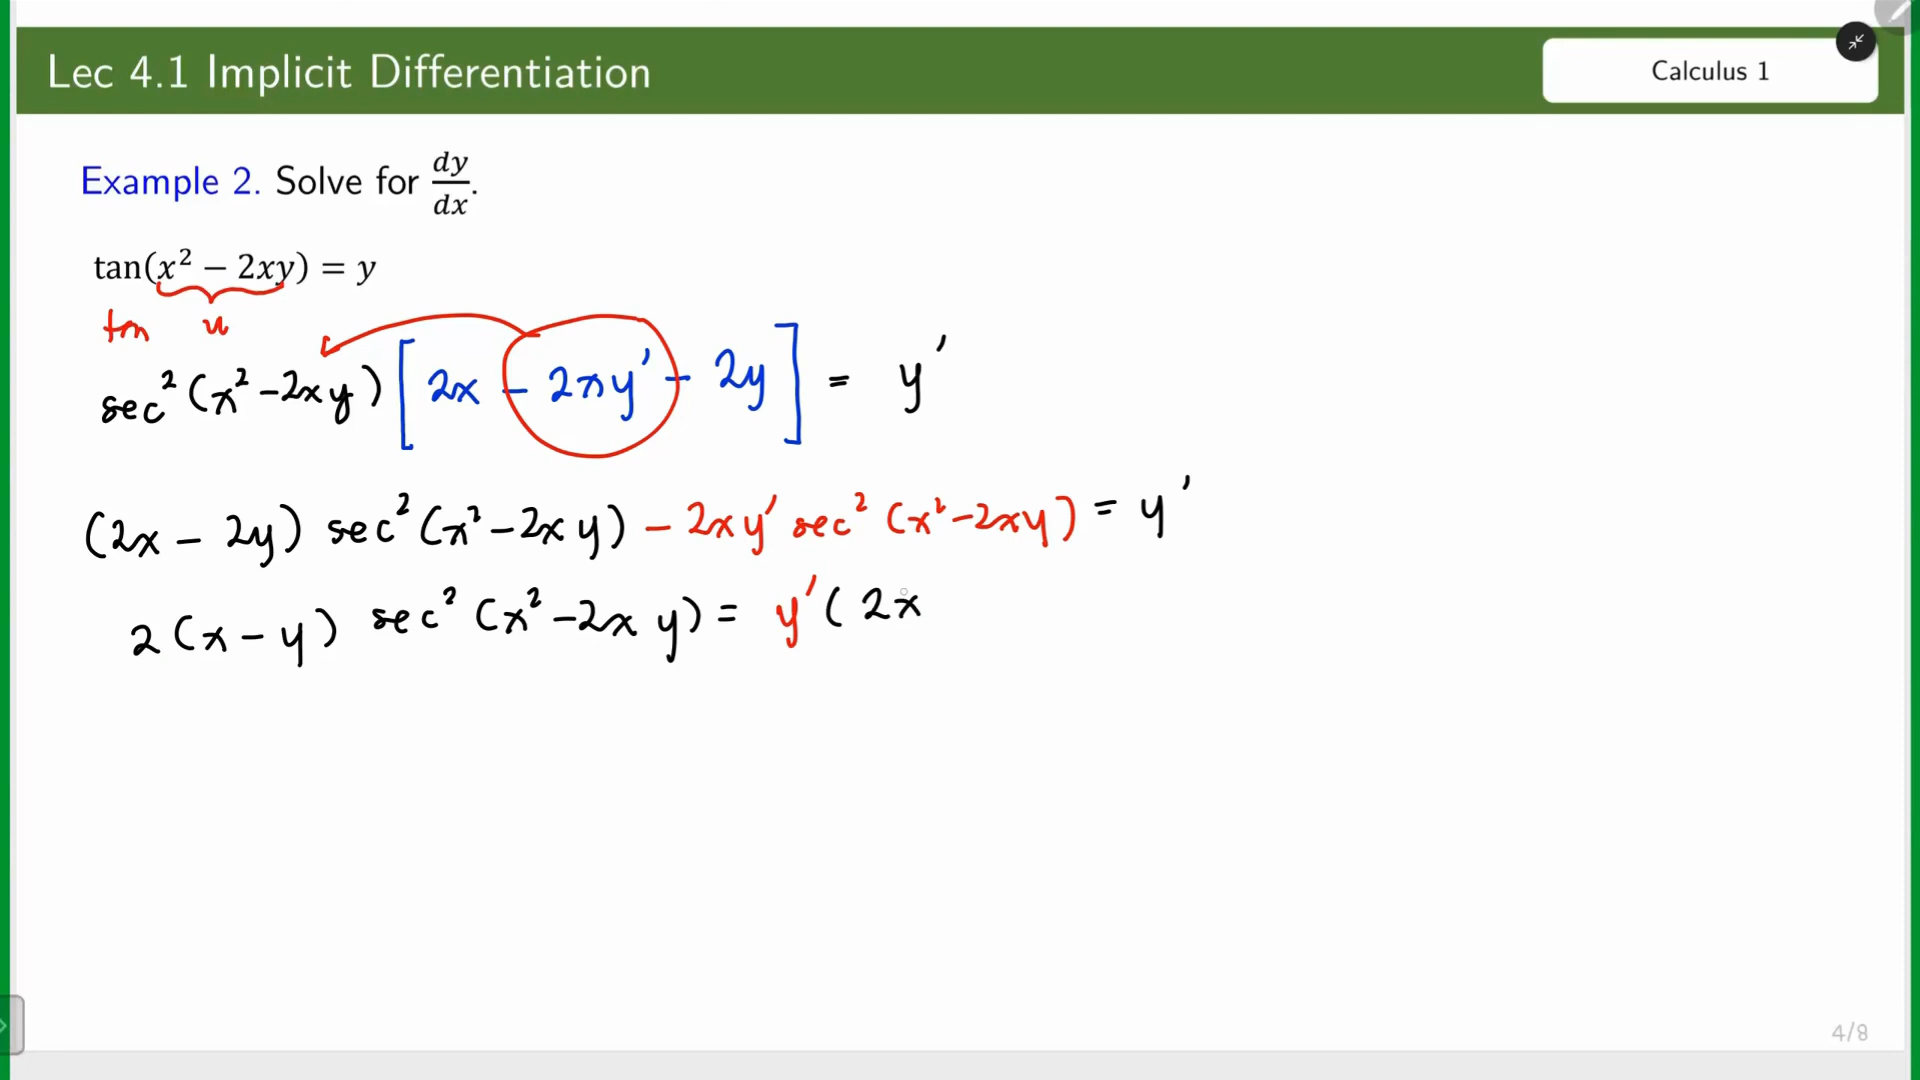 Lec 4.1 Implicit Differentiation
Calculus 1
Example 2. Solve for dy/dx.
tan(x² − 2xy) = y
tan u
sec² (x² − 2xy) [2x − 2xy' − 2y] = y'
(2x − 2y) sec² (x² − 2xy) − 2xy' sec² (x² − 2xy) = y'
2(x − y) sec² (x² − 2xy) = y' (2x
4/8